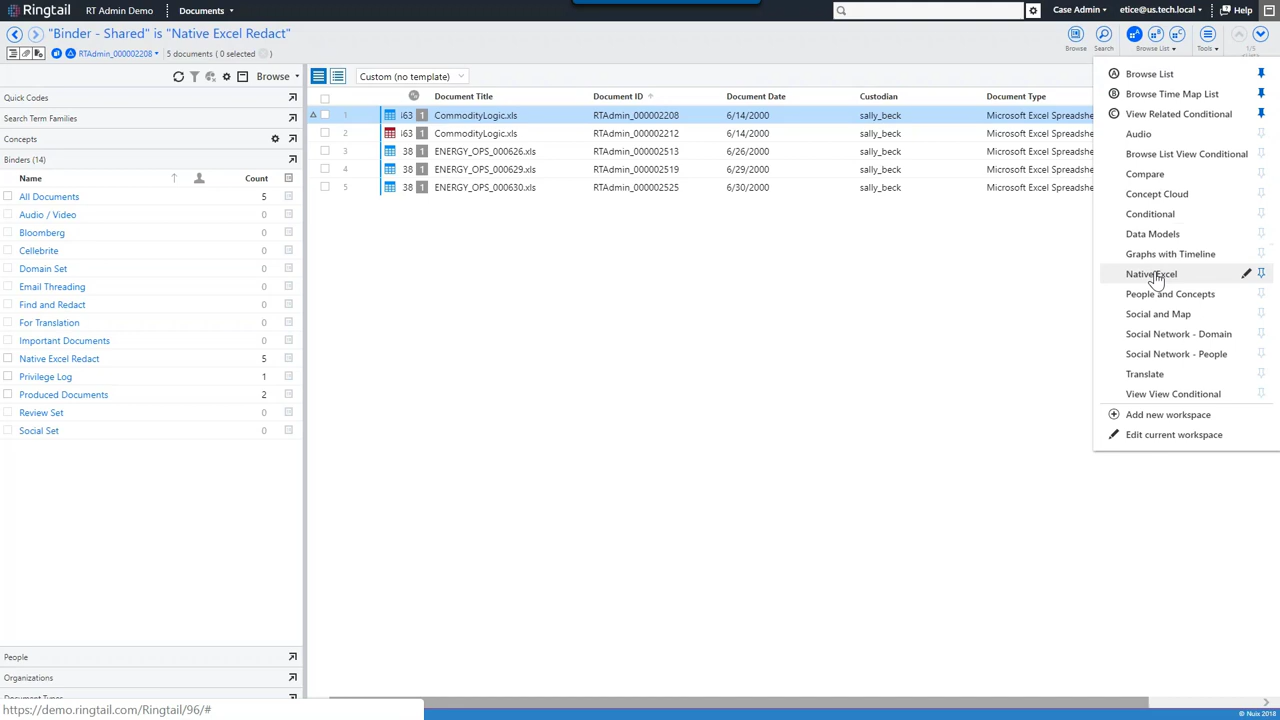 Ringtail RT Admin Demo Documents Case Admin etice@us.tech.local Help
"Binder - Shared" is "Native Excel Redact"
RTAdmin_000002208 5 documents ( 0 selected )
Browse Search Browse List Tools 1/5
Browse Custom (no template)
Quick Codes
Search Term Families
Concepts
Binders (14)
Name Count
All Documents 5
Audio / Video 0
Bloomberg 0
Cellebrite 0
Domain Set 0
Email Threading 0
Find and Redact 0
For Translation 0
Important Documents 0
Native Excel Redact 5
Privilege Log 1
Produced Documents 2
Review Set 0
Social Set 0
People
Organizations
Document Types
https://demo.ringtail.com/Ringtail/96/#
Document Title Document ID Document Date Custodian Document Type
1 1 CommodityLogic.xls RTAdmin_000002208 6/14/2000 sally_beck Microsoft Excel Spreadshe
2 1 CommodityLogic.xls RTAdmin_000002212 6/14/2000 sally_beck Microsoft Excel Spreadshe
3 38 1 ENERGY_OPS_000626.xls RTAdmin_000002513 6/26/2000 sally_beck Microsoft Excel Spreadshe
4 38 1 ENERGY_OPS_000629.xls RTAdmin_000002519 6/29/2000 sally_beck Microsoft Excel Spreadshe
5 38 1 ENERGY_OPS_000630.xls RTAdmin_000002525 6/30/2000 sally_beck Microsoft Excel Spreadshe
A Browse List
B Browse Time Map List
C View Related Conditional
Audio
Browse List View Conditional
Compare
Concept Cloud
Conditional
Data Models
Graphs with Timeline
Native Excel
People and Concepts
Social and Map
Social Network - Domain
Social Network - People
Translate
View View Conditional
Add new workspace
Edit current workspace
© Nuix 2018